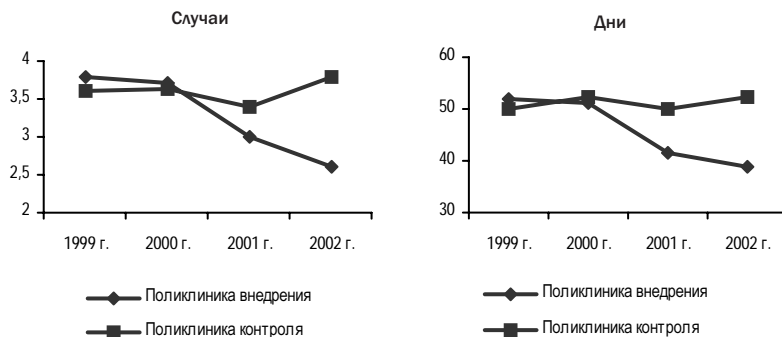 Случаи
4
3,5
3
2,5
2
1999 г. 2000 г. 2001 г. 2002 г.
Поликлиника внедрения
Поликлиника контроля
Дни
60
50
40
30
1999 г. 2000 г. 2001 г. 2002 г.
Поликлиника внедрения
Поликлиника контроля